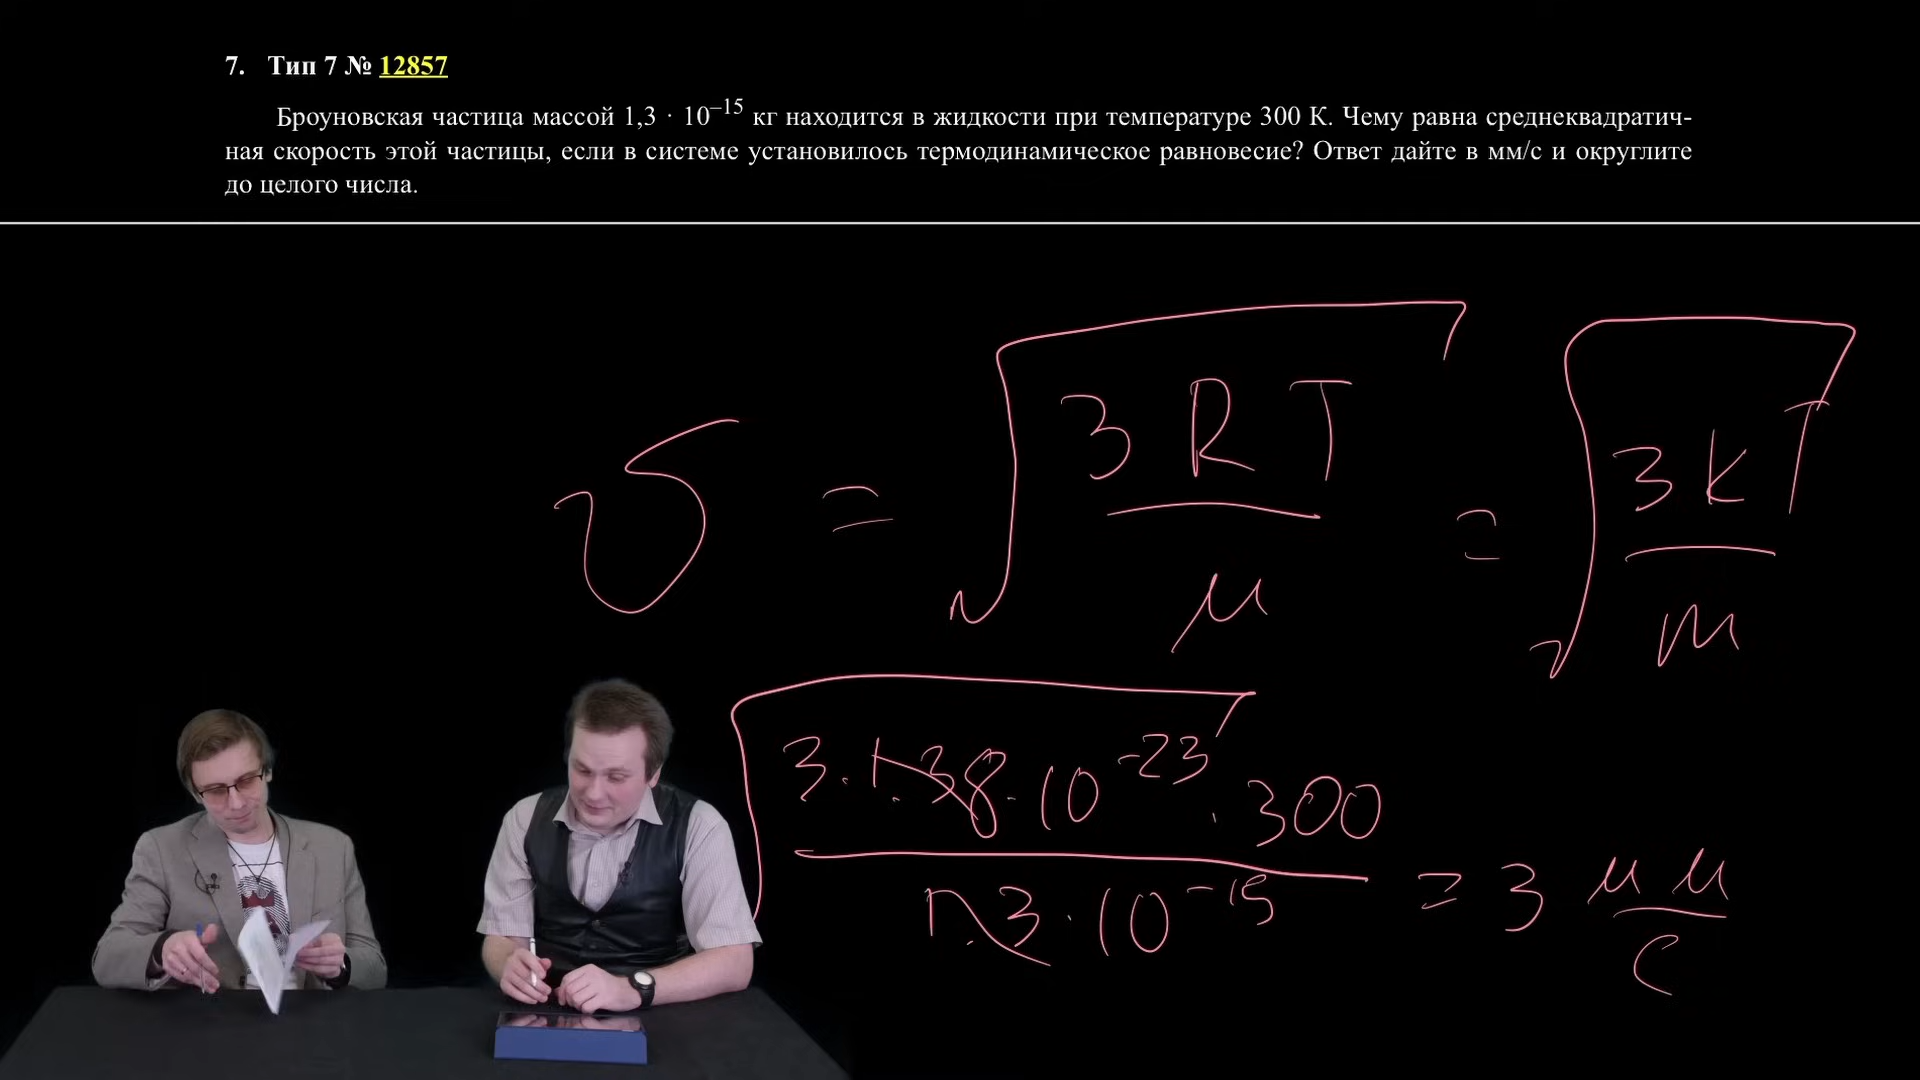 7. Тип 7 № 12857
Броуновская частица массой 1,3 · 10⁻¹⁵ кг находится в жидкости при температуре 300 К. Чему равна среднеквадратич-
ная скорость этой частицы, если в системе установилось термодинамическое равновесие? Ответ дайте в мм/с и округлите
до целого числа.
υ = √(3RT/μ) = √(3kT/m)
√(3·1.38·10⁻²³·300/1.3·10⁻¹⁵) = 3 мм/с